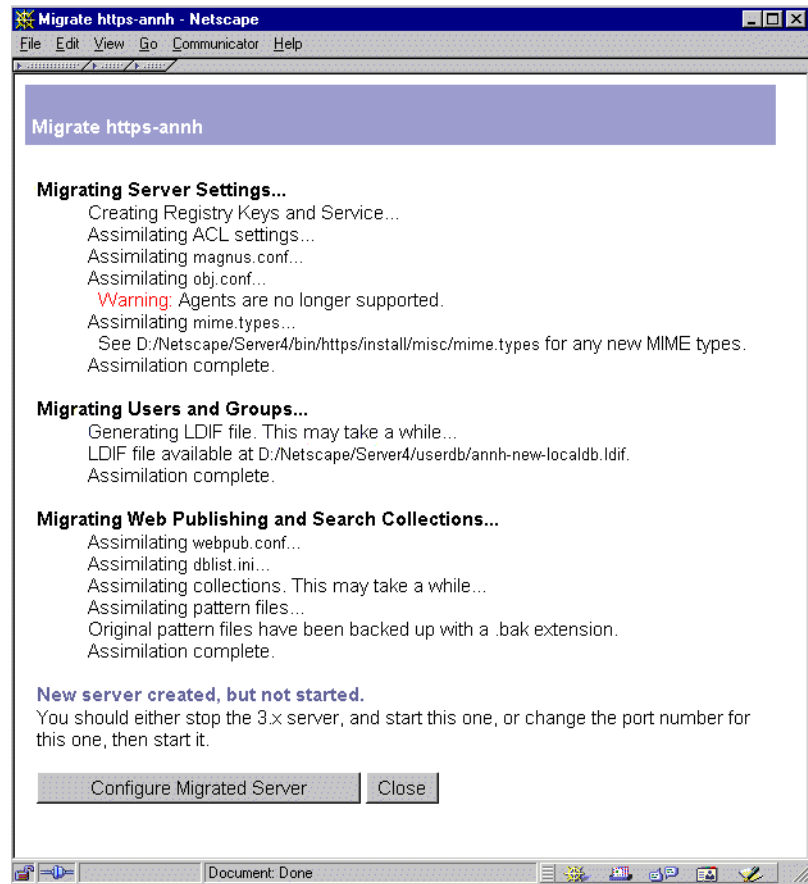 Migrate https-annh - Netscape
File Edit View Go Communicator Help
Migrate https-annh
Migrating Server Settings...
Creating Registry Keys and Service...
Assimilating ACL settings...
Assimilating magnus.conf...
Assimilating obj.conf...
Warning: Agents are no longer supported.
Assimilating mime.types...
See D:/Netscape/Server4/bin/https/install/misc/mime.types for any new MIME types.
Assimilation complete.
Migrating Users and Groups...
Generating LDIF file. This may take a while...
LDIF file available at D:/Netscape/Server4/userdb/annh-new-localdb.ldif.
Assimilation complete.
Migrating Web Publishing and Search Collections...
Assimilating webpub.conf...
Assimilating dblist.ini...
Assimilating collections. This may take a while...
Assimilating pattern files...
Original pattern files have been backed up with a .bak extension.
Assimilation complete.
New server created, but not started.
You should either stop the 3.x server, and start this one, or change the port number for
this one, then start it.
Configure Migrated Server Close
Document: Done